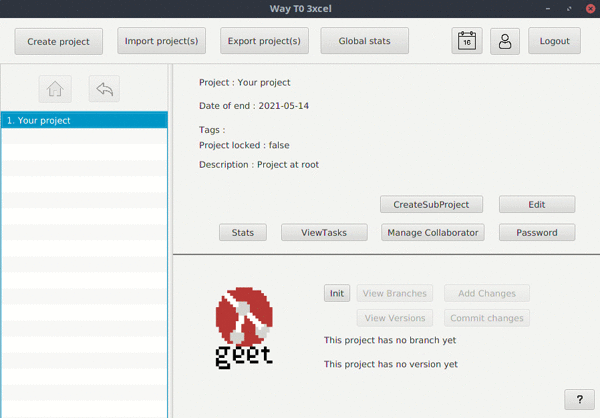 Way T0 3xcel
Create project
Import project(s)
Export project(s)
Global stats
16
Logout
1. Your project
Project : Your project
Date of end : 2021-05-14
Tags :
Project locked : false
Description : Project at root
CreateSubProject
Edit
Stats
ViewTasks
Manage Collaborator
Password
geet
Init
View Branches
Add Changes
View Versions
Commit changes
This project has no branch yet
This project has no version yet
?